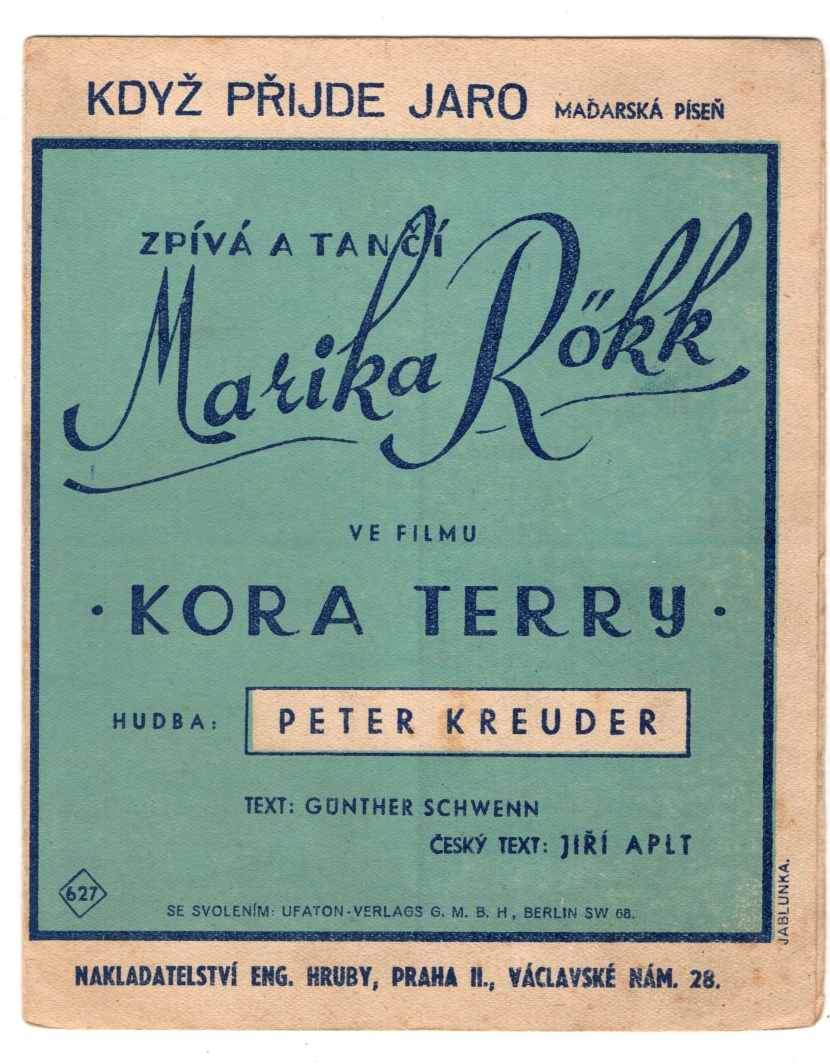 KDYŽ PŘIJDE JARO MAĎARSKÁ PÍSEŇ
ZPÍVÁ A TANČÍ
Marika Rökk
VE FILMU
· KORA TERRY ·
HUDBA: PETER KREUDER
TEXT: GÜNTHER SCHWENN
ČESKÝ TEXT: JIŘÍ APLT
627
SE SVOLENÍM: UFATON-VERLAGS G. M. B. H, BERLIN SW 68.
JABLUNKA.
NAKLADATELSTVÍ ENG. HRUBY, PRAHA II., VÁCLAVSKÉ NÁM. 28.